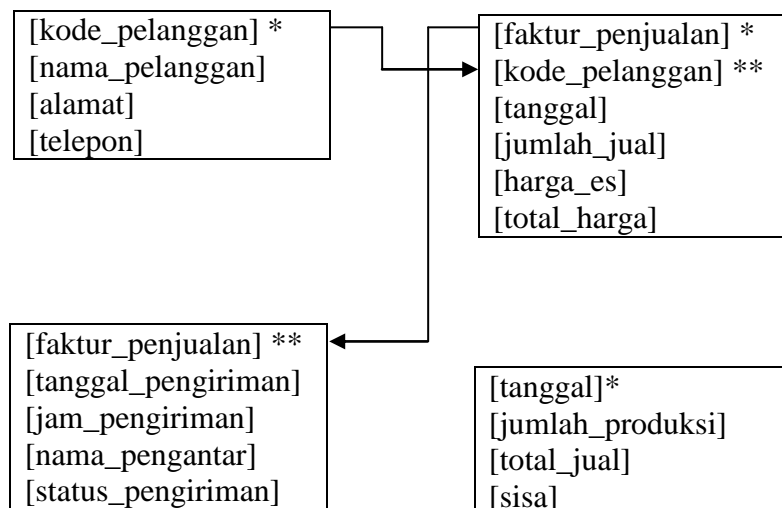 [kode_pelanggan] *
[nama_pelanggan]
[alamat]
[telepon]
[faktur_penjualan] *
[kode_pelanggan] **
[tanggal]
[jumlah_jual]
[harga_es]
[total_harga]
[faktur_penjualan] **
[tanggal_pengiriman]
[jam_pengiriman]
[nama_pengantar]
[status_pengiriman]
[tanggal]*
[jumlah_produksi]
[total_jual]
[sisa]